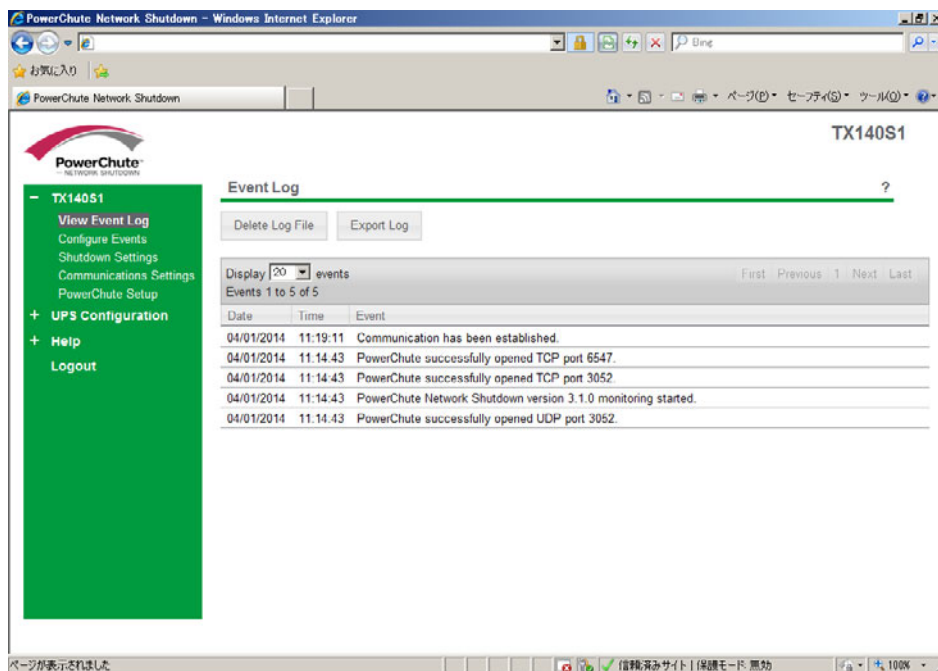 PowerChute Network Shutdown - Windows Internet Explorer
Bing
お気に入り
PowerChute Network Shutdown
ページ(P) セーフティ(S) ツール(O)
TX140S1
PowerChute
NETWORK SHUTDOWN
TX140S1
View Event Log
Configure Events
Shutdown Settings
Communications Settings
PowerChute Setup
UPS Configuration
Help
Logout
Event Log ?
Delete Log File Export Log
Display 20 events First Previous 1 Next Last
Events 1 to 5 of 5
Date Time Event
04/01/2014 11:19:11 Communication has been established.
04/01/2014 11:14:43 PowerChute successfully opened TCP port 6547.
04/01/2014 11:14:43 PowerChute successfully opened TCP port 3052.
04/01/2014 11:14:43 PowerChute Network Shutdown version 3.1.0 monitoring started.
04/01/2014 11:14:43 PowerChute successfully opened UDP port 3052.
ページが表示されました 信頼済みサイト | 保護モード: 無効 100%